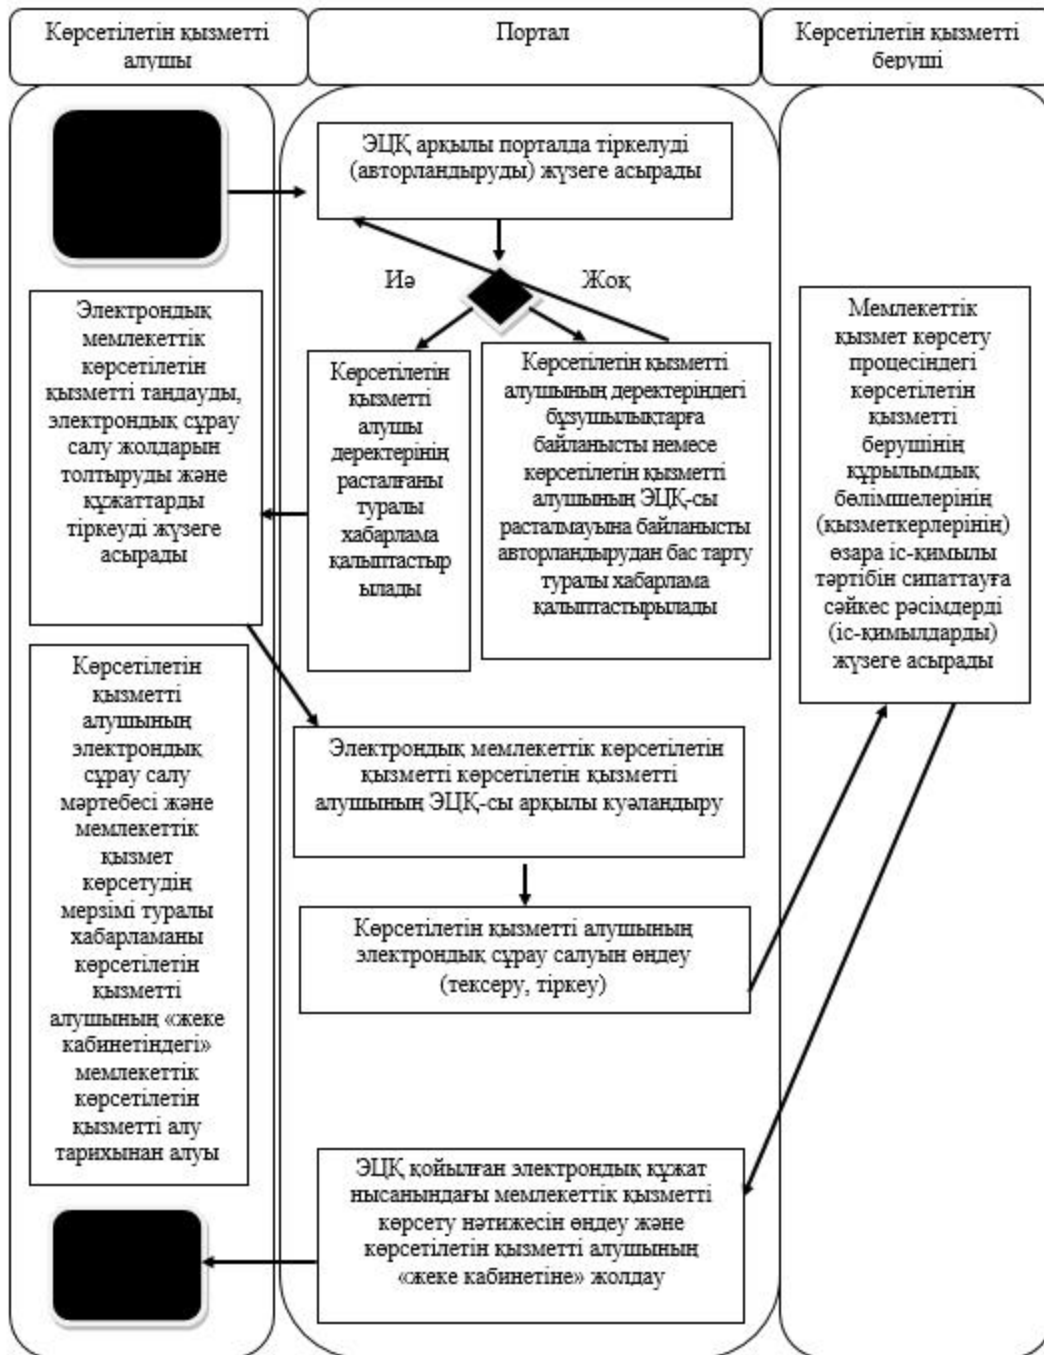 Көрсетілетін қызметті
алушы
Портал
Көрсетілетін қызметті
беруші
ЭЦҚ арқылы порталда тіркелуді
(авторландыруды) жүзеге асырады
Иә
Жоқ
Электрондық
мемлекеттік
көрсетілетін
қызметті таңдауды,
электрондық сұрау
салу жолдарын
толтыруды және
құжаттарды
тіркеуді жүзеге
асырады
Көрсетілетін
қызметті
алушы
деректерінің
расталғаны
туралы
хабарлама
қалыптастыр
ылады
Көрсетілетін қызметті
алушының деректеріндегі
бұзушылықтарға
байланысты немесе
көрсетілетін қызметті
алушының ЭЦҚ-сы
расталмауына байланысты
авторландырудан бас тарту
туралы хабарлама
қалыптастырылады
Мемлекеттік
қызмет көрсету
процесіндегі
көрсетілетін
қызметті
берушінің
құрылымдық
бөлімшелерінің
(қызметкерлерінің)
өзара іс-қимылы
тәртібін сипаттауға
сәйкес рәсімдерді
(іс-қимылдарды)
жүзеге асырады
Көрсетілетін
қызметті
алушының
электрондық
сұрау салу
мәртебесі және
мемлекеттік
қызмет
көрсетудің
мерзімі туралы
хабарламаны
көрсетілетін
қызметті
алушының «жеке
кабинетіндегі»
мемлекеттік
көрсетілетін
қызметті алу
тарихынан алуы
Электрондық мемлекеттік көрсетілетін
қызметті көрсетілетін қызметті
алушының ЭЦҚ-сы арқылы куәландыру
Көрсетілетін қызметті алушының
электрондық сұрау салуын өңдеу
(тексеру, тіркеу)
ЭЦҚ қойылған электрондық құжат
нысанындағы мемлекеттік қызметті
көрсету нәтижесін өңдеу және
көрсетілетін қызметті алушының
«жеке кабинетіне» жолдау